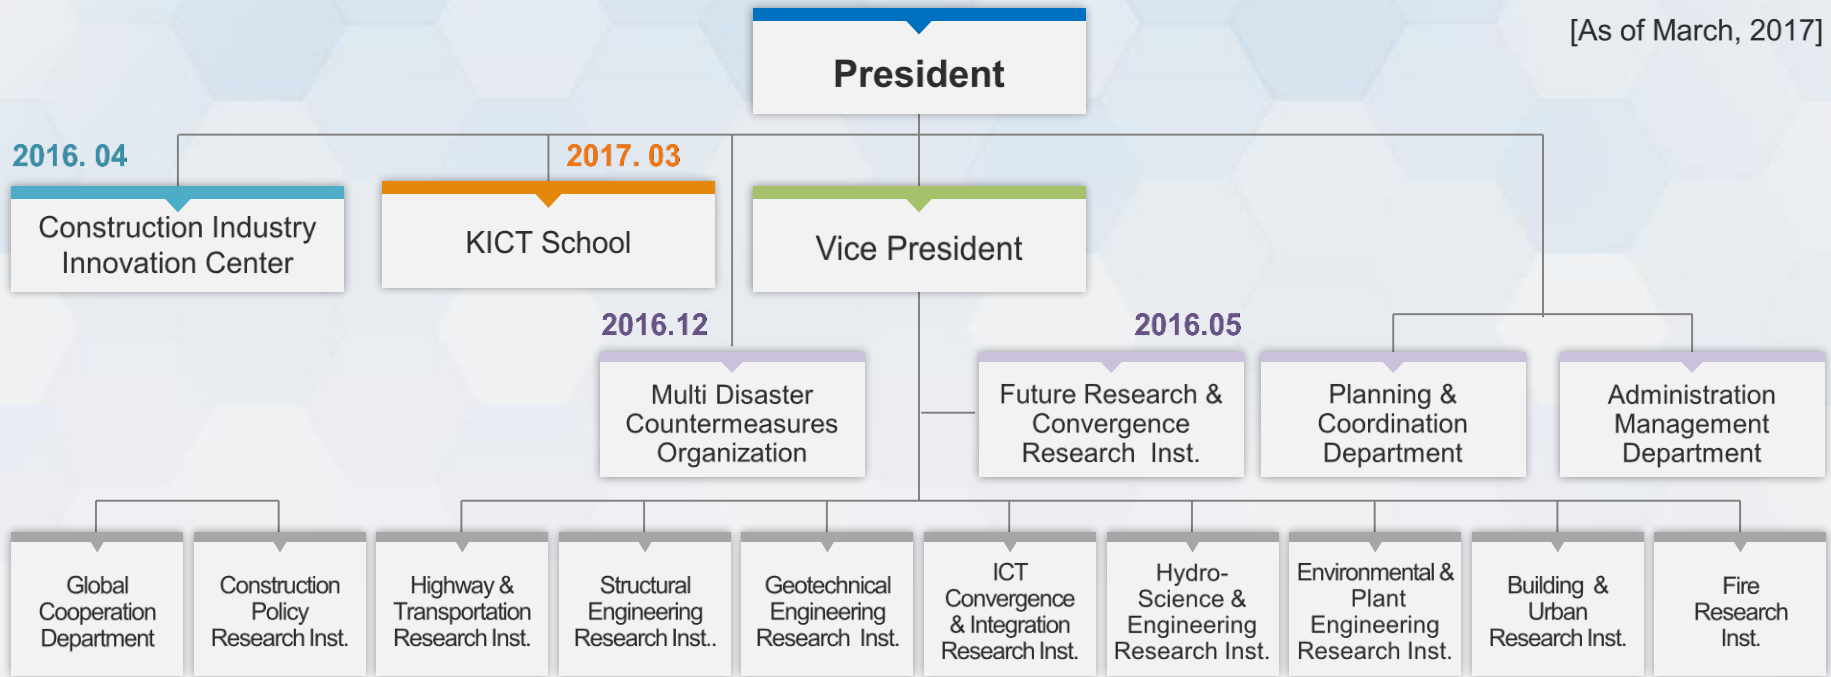 President
[As of March, 2017]
2016. 04
2017. 03
Construction Industry
Innovation Center
KICT School
Vice President
2016.12
2016.05
Multi Disaster
Countermeasures
Organization
Future Research &
Convergence
Research Inst.
Planning &
Coordination
Department
Administration
Management
Department
Global
Cooperation
Department
Construction
Policy
Research Inst.
Highway &
Transportation
Research Inst.
Structural
Engineering
Research Inst..
Geotechnical
Engineering
Research Inst.
ICT
Convergence
& Integration
Research Inst.
Hydro-
Science &
Engineering
Research Inst.
Environmental &
Plant
Engineering
Research Inst.
Building &
Urban
Research Inst.
Fire
Research
Inst.